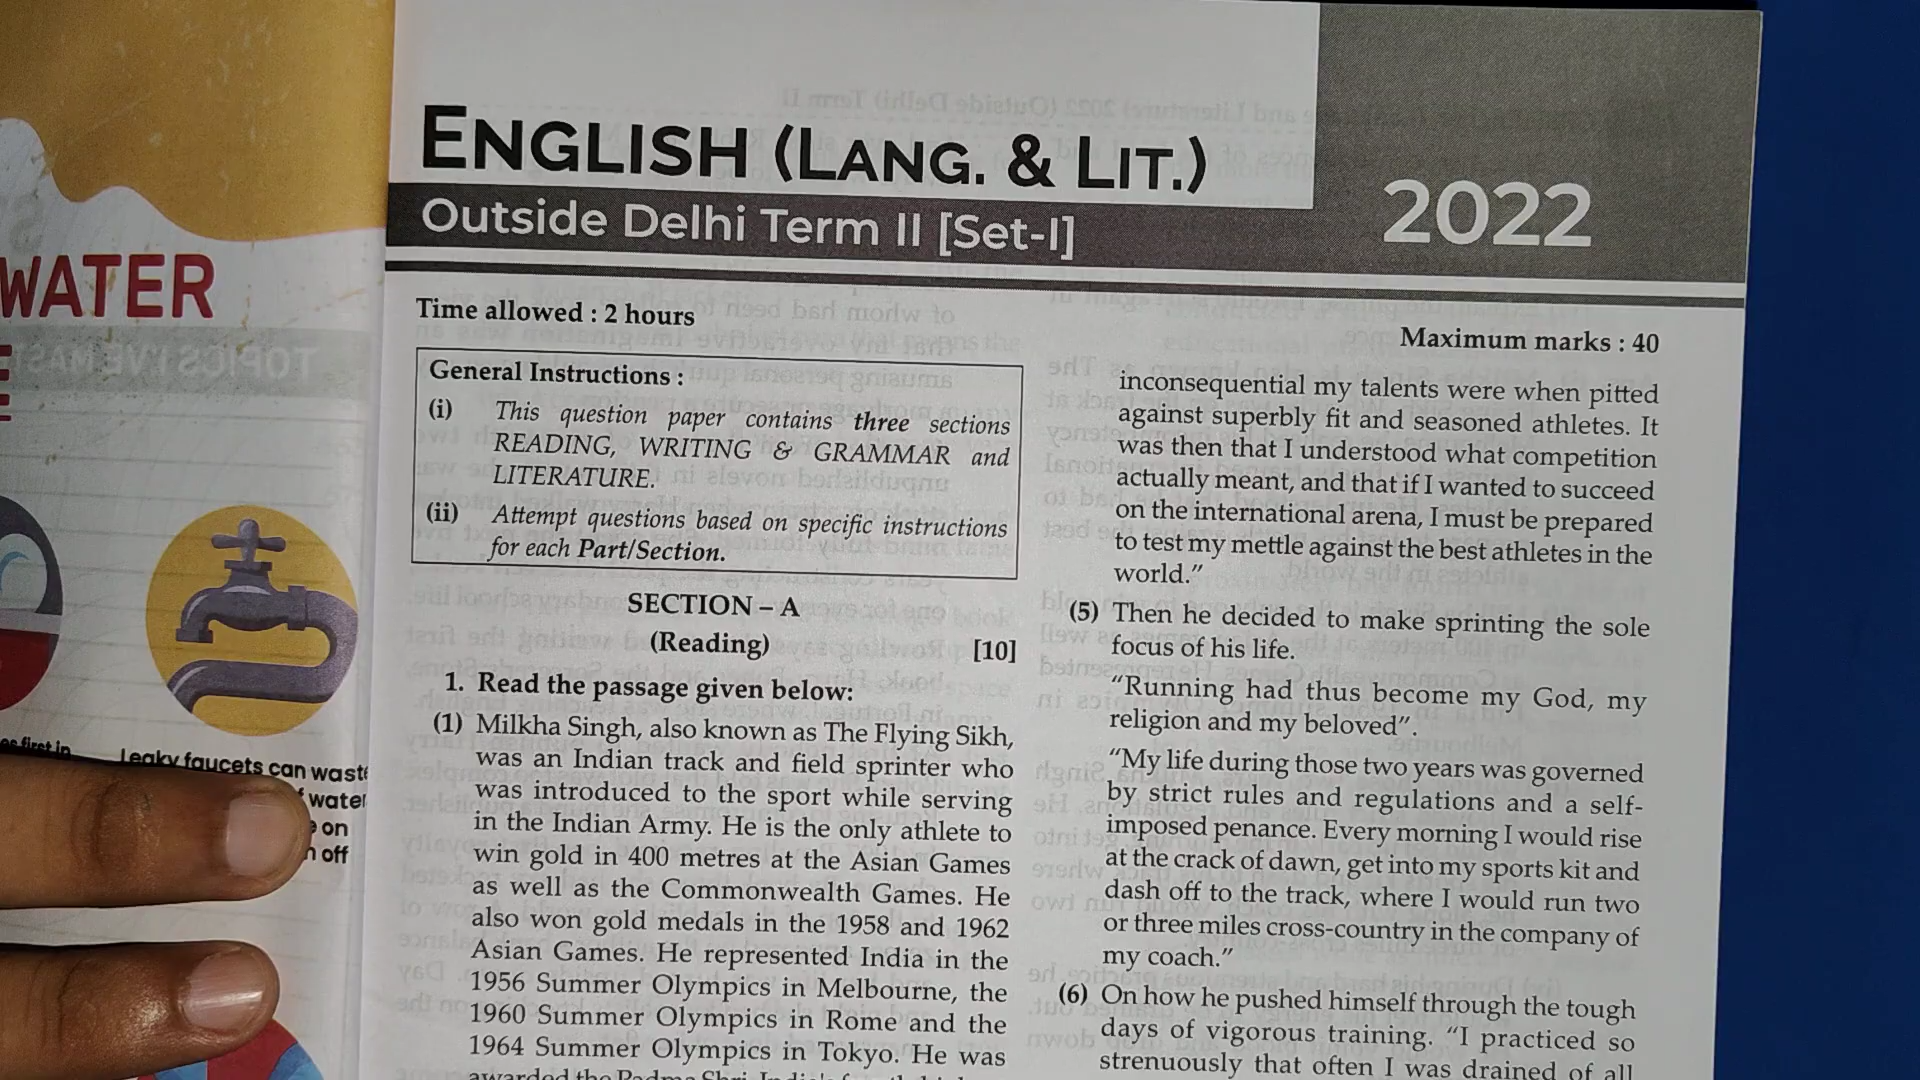 WATER
TOPICSIVEMAST
es first in
Leaky faucets can waste
water
on
off
ENGLISH (LANG. & LIT.)
Outside Delhi Term II [Set-I]
2022
Time allowed : 2 hours
Maximum marks : 40
General Instructions :
(i) This question paper contains three sections
READING, WRITING & GRAMMAR and
LITERATURE.
(ii) Attempt questions based on specific instructions
for each Part/Section.
SECTION – A
(Reading) [10]
1. Read the passage given below:
(1) Milkha Singh, also known as The Flying Sikh,
was an Indian track and field sprinter who
was introduced to the sport while serving
in the Indian Army. He is the only athlete to
win gold in 400 metres at the Asian Games
as well as the Commonwealth Games. He
also won gold medals in the 1958 and 1962
Asian Games. He represented India in the
1956 Summer Olympics in Melbourne, the
1960 Summer Olympics in Rome and the
1964 Summer Olympics in Tokyo. He was
awarded the Padma Shri, India's
inconsequential my talents were when pitted
against superbly fit and seasoned athletes. It
was then that I understood what competition
actually meant, and that if I wanted to succeed
on the international arena, I must be prepared
to test my mettle against the best athletes in the
world.”
(5) Then he decided to make sprinting the sole
focus of his life.
“Running had thus become my God, my
religion and my beloved”.
“My life during those two years was governed
by strict rules and regulations and a self-
imposed penance. Every morning I would rise
at the crack of dawn, get into my sports kit and
dash off to the track, where I would run two
or three miles cross-country in the company of
my coach.”
(6) On how he pushed himself through the tough
days of vigorous training. “I practiced so
strenuously that often I was drained of all